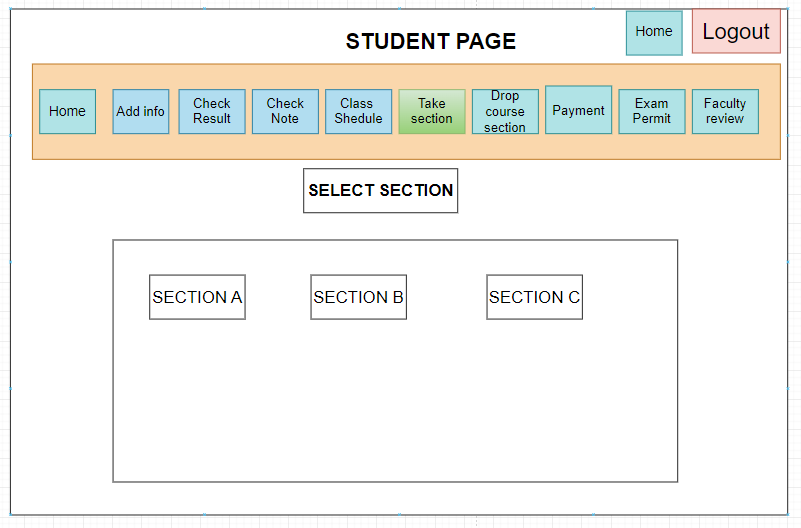 STUDENT PAGE
Home
Logout
Home
Add info
Check
Result
Check
Note
Class
Shedule
Take
section
Drop
course
section
Payment
Exam
Permit
Faculty
review
SELECT SECTION
SECTION A
SECTION B
SECTION C